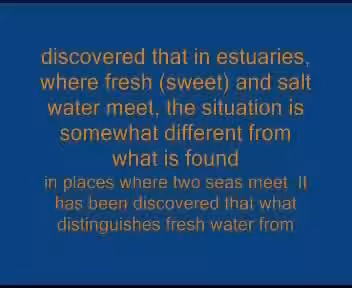 discovered that in estuaries,
where fresh (sweet) and salt
water meet, the situation is
somewhat different from
what is found
in places where two seas meet. It
has been discovered that what
distinguishes fresh water from